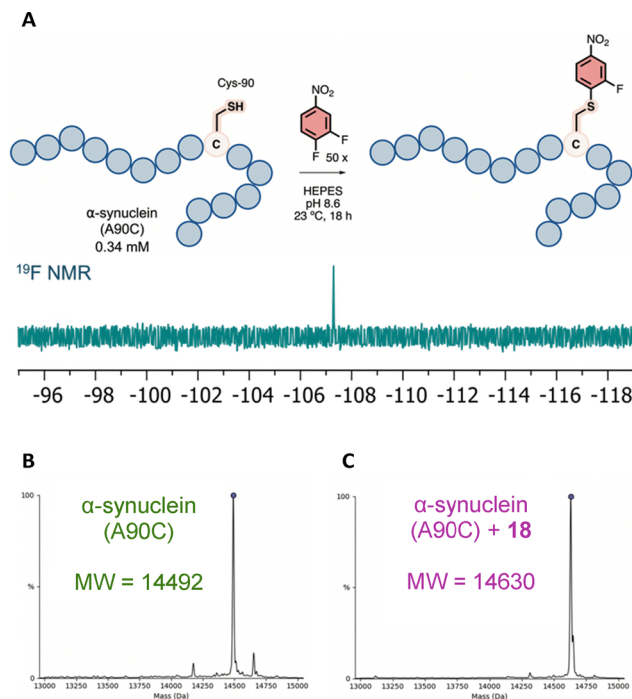 A
Cys-90
SH
C
NO₂
F
F
50 x
HEPES
pH 8.6
23 °C, 18 h
α-synuclein
(A90C)
0.34 mM
NO₂
F
S
C
¹⁹F NMR
-96 -98 -100 -102 -104 -106 -108 -110 -112 -114 -116 -118
B
α-synuclein
(A90C)
MW = 14492
100
%
0
13000 13250 13500 13750 14000 14250 14500 14750 15000
Mass (Da)
C
α-synuclein
(A90C) + 18
MW = 14630
100
%
0
13000 13250 13500 13750 14000 14250 14500 14750 15000
Mass (Da)